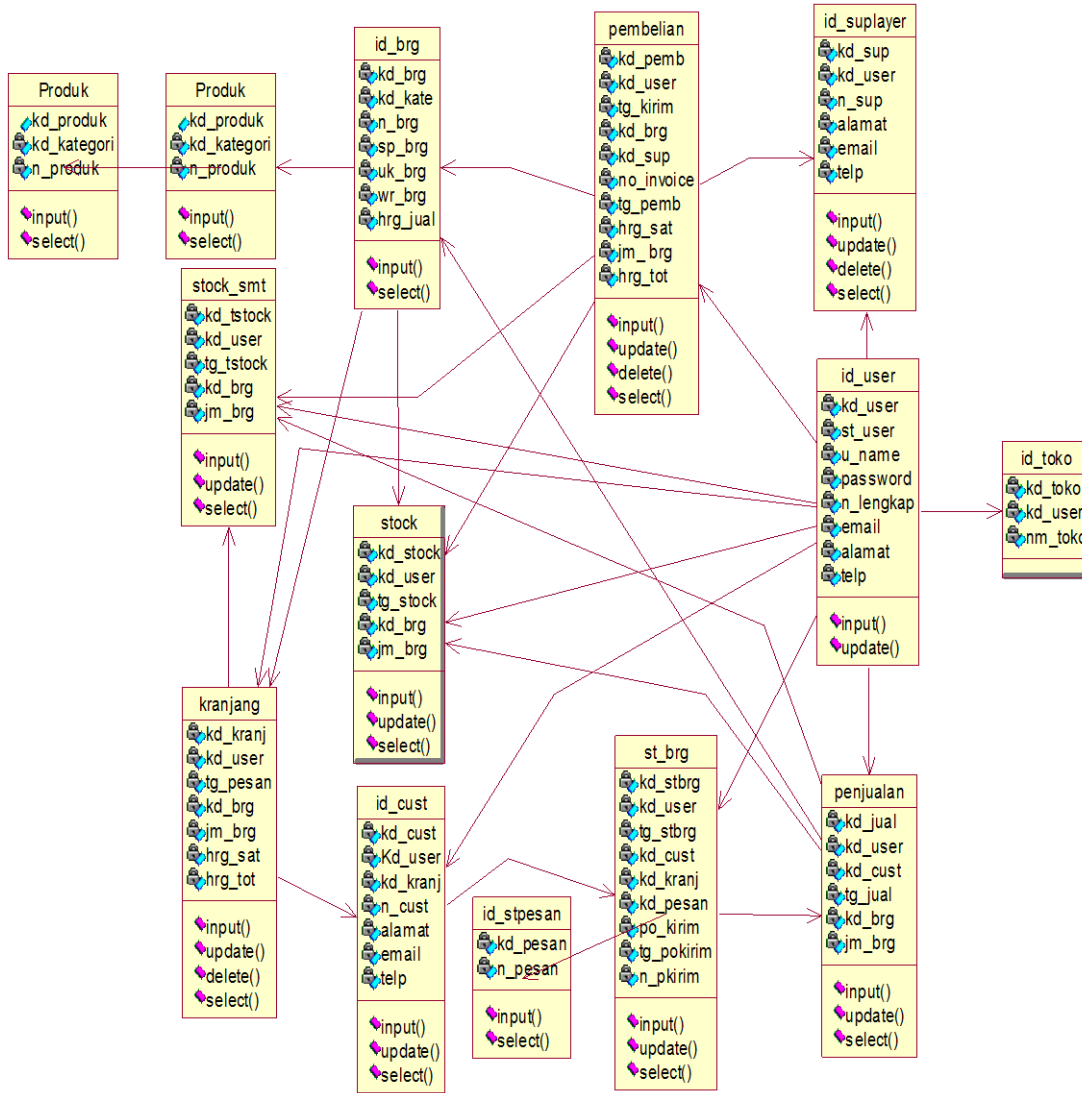 Produk
kd_produk
kd_kategori
n_produk
input()
select()
Produk
kd_produk
kd_kategori
n_produk
input()
select()
id_brg
kd_brg
kd_kate
n_brg
sp_brg
uk_brg
wr_brg
hrg_jual
input()
select()
pembelian
kd_pemb
kd_user
tg_kirim
kd_brg
kd_sup
no_invoice
tg_pemb
hrg_sat
jm_brg
hrg_tot
input()
update()
delete()
select()
id_suplayer
kd_sup
kd_user
n_sup
alamat
email
telp
input()
update()
delete()
select()
stock_smt
kd_tstock
kd_user
tg_tstock
kd_brg
jm_brg
input()
update()
select()
id_user
kd_user
st_user
u_name
password
n_lengkap
email
alamat
telp
input()
update()
id_toko
kd_toko
kd_user
nm_toko
stock
kd_stock
kd_user
tg_stock
kd_brg
jm_brg
input()
update()
select()
kranjang
kd_kranj
kd_user
tg_pesan
kd_brg
jm_brg
hrg_sat
hrg_tot
input()
update()
delete()
select()
id_cust
kd_cust
Kd_user
kd_kranj
n_cust
alamat
email
telp
input()
update()
select()
id_stpesan
kd_pesan
n_pesan
input()
select()
st_brg
kd_stbrg
kd_user
tg_stbrg
kd_cust
kd_kranj
kd_pesan
po_kirim
tg_pokirim
n_pkirim
input()
update()
select()
penjualan
kd_jual
kd_user
kd_cust
tg_jual
kd_brg
jm_brg
input()
update()
select()